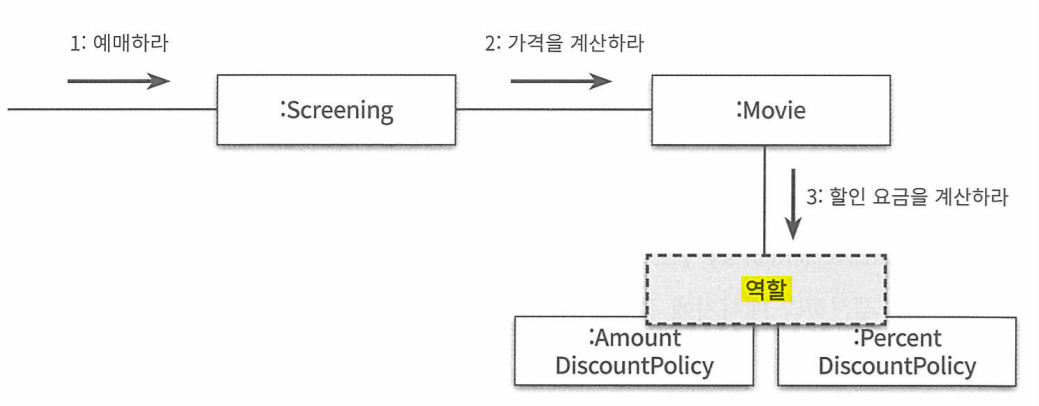 1: 예매하라
2: 가격을 계산하라
:Screening
:Movie
3: 할인 요금을 계산하라
역할
:Amount
DiscountPolicy
:Percent
DiscountPolicy